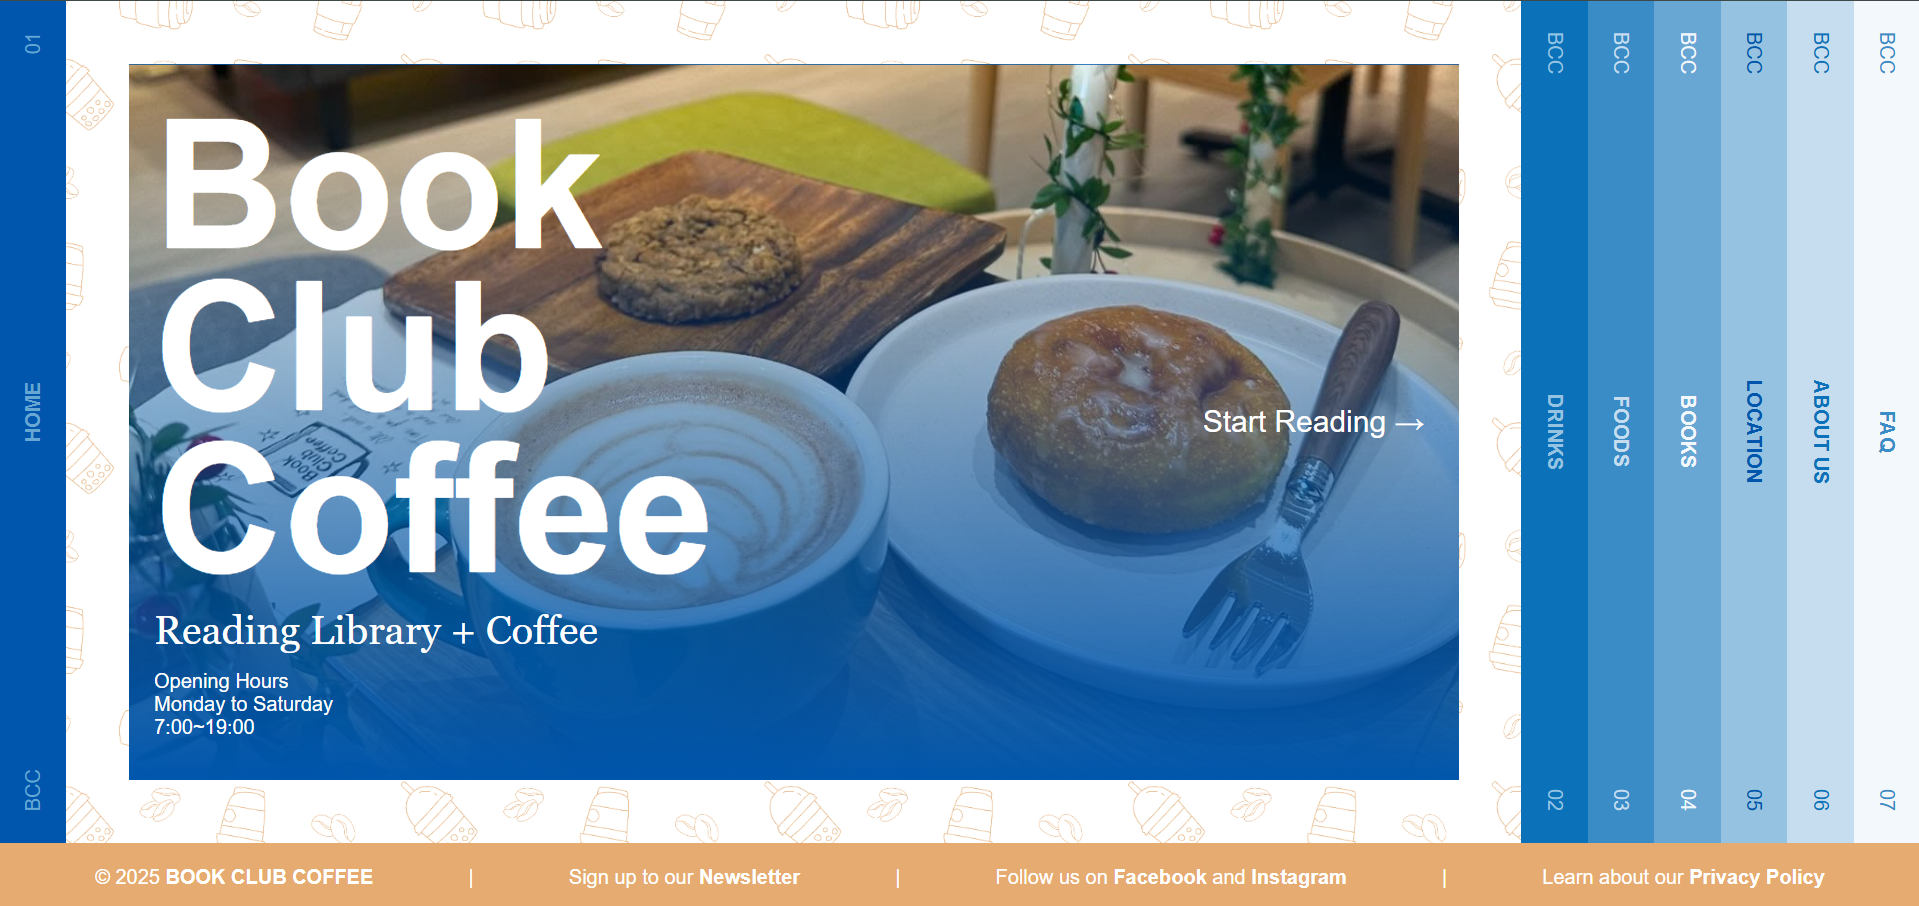 01
HOME
BCC
Book
Club
Coffee
Reading Library + Coffee
Opening Hours
Monday to Saturday
7:00~19:00
Start Reading →
Book
Club
Coffee
BCC
DRINKS
02
BCC
FOODS
03
BCC
BOOKS
04
BCC
LOCATION
05
BCC
ABOUT US
06
BCC
FAQ
07
© 2025 BOOK CLUB COFFEE | Sign up to our Newsletter | Follow us on Facebook and Instagram | Learn about our Privacy Policy